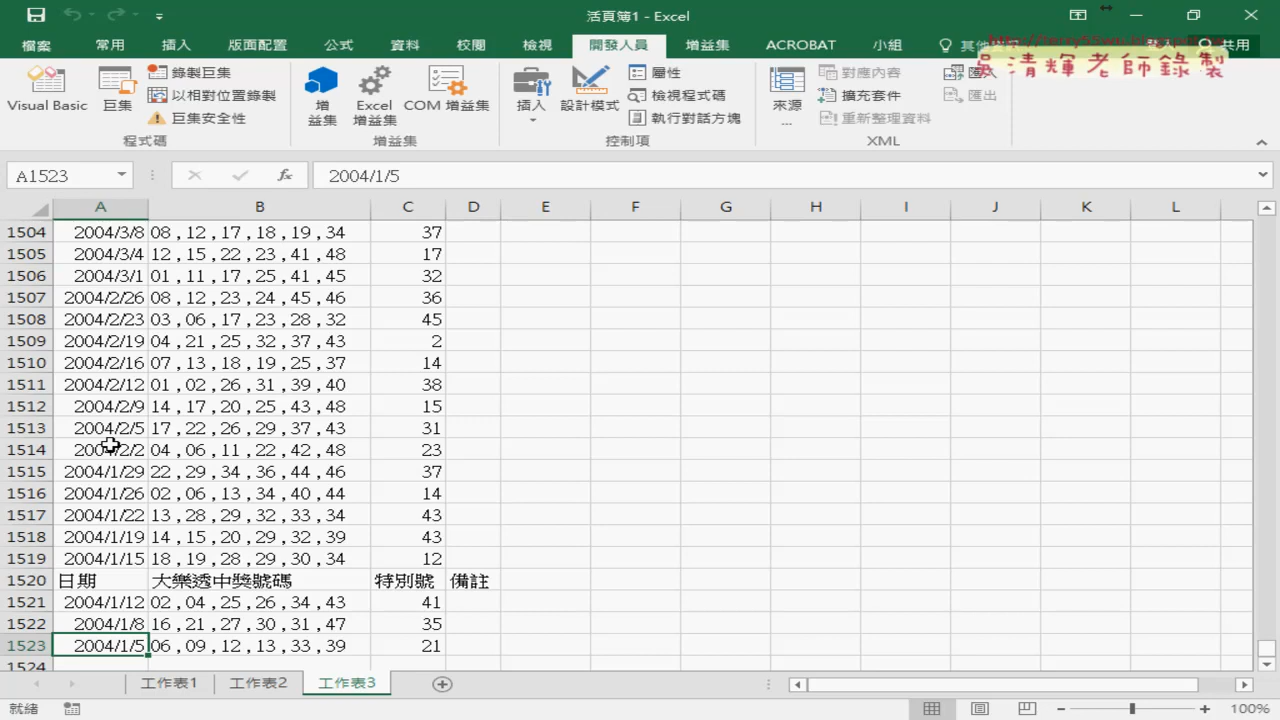 活頁簿1 - Excel
檔案 常用 插入 版面配置 公式 資料 校閱 檢視 開發人員 增益集 ACROBAT 小組 共用
吳清輝老師錄製
Visual Basic 巨集 錄製巨集 以相對位置錄製 巨集安全性
增益集 Excel 增益集 COM 增益集
插入 設計模式 屬性 檢視程式碼 執行對話方塊
來源... 對應內容 擴充套件 重新整理資料 匯出
程式碼 增益集 控制項 XML
A1523 fx 2004/1/5
A B C D E F G H I J K L
1504 2004/3/8 08 , 12 , 17 , 18 , 19 , 34 37
1505 2004/3/4 12 , 15 , 22 , 23 , 41 , 48 17
1506 2004/3/1 01 , 11 , 17 , 25 , 41 , 45 32
1507 2004/2/26 08 , 12 , 23 , 24 , 45 , 46 36
1508 2004/2/23 03 , 06 , 17 , 23 , 28 , 32 45
1509 2004/2/19 04 , 21 , 25 , 32 , 37 , 43 2
1510 2004/2/16 07 , 13 , 18 , 19 , 25 , 37 14
1511 2004/2/12 01 , 02 , 26 , 31 , 39 , 40 38
1512 2004/2/9 14 , 17 , 20 , 25 , 43 , 48 15
1513 2004/2/5 17 , 22 , 26 , 29 , 37 , 43 31
1514 2004/2/2 04 , 06 , 11 , 22 , 42 , 48 23
1515 2004/1/29 22 , 29 , 34 , 36 , 44 , 46 37
1516 2004/1/26 02 , 06 , 13 , 34 , 40 , 44 14
1517 2004/1/22 13 , 28 , 29 , 32 , 33 , 34 43
1518 2004/1/19 14 , 15 , 20 , 29 , 32 , 39 43
1519 2004/1/15 18 , 19 , 28 , 29 , 30 , 34 12
1520 日期 大樂透中獎號碼 特別號 備註
1521 2004/1/12 02 , 04 , 25 , 26 , 34 , 43 41
1522 2004/1/8 16 , 21 , 27 , 30 , 31 , 47 35
1523 2004/1/5 06 , 09 , 12 , 13 , 33 , 39 21
1524
工作表1 工作表2 工作表3
就緒 100%